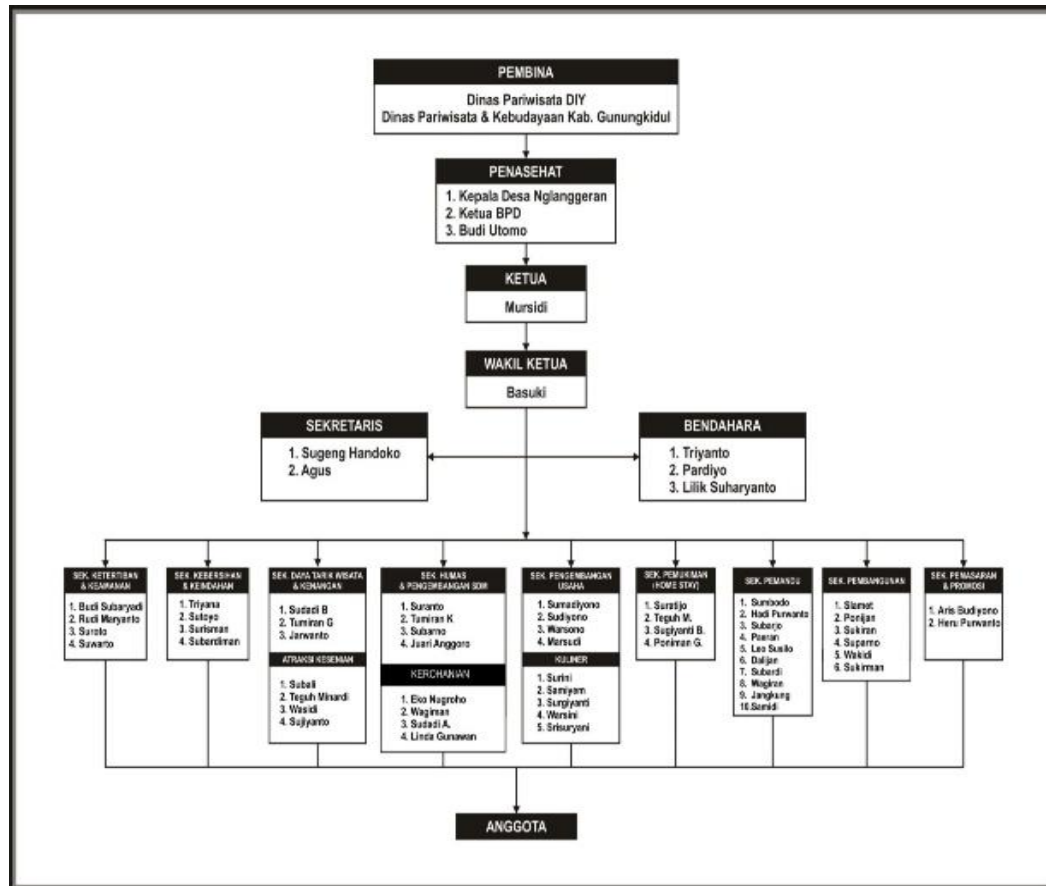 PEMBINA
Dinas Pariwisata DIY
Dinas Pariwisata & Kebudayaan Kab. Gunungkidul
PENASEHAT
1. Kepala Desa Nglanggeran
2. Ketua BPD
3. Budi Utomo
KETUA
Mursidi
WAKIL KETUA
Basuki
SEKRETARIS
1. Sugeng Handoko
2. Agus
BENDAHARA
1. Triyanto
2. Pardiyo
3. Lilik Suharyanto
SEK. KETERTIBAN
& KEAMANAN
1. Budi Subaryadi
2. Rudi Maryanto
3. Suroto
4. Suwarto
SEK. KEBERSIHAN
& KEINDAHAN
1. Triyana
2. Sutoyo
3. Surisman
4. Subardiman
SEK. DAYA TARIK WISATA
& KENANGAN
1. Sudadi B
2. Tumiran G
3. Jarwanto
ATRAKSI KESENIAN
1. Subali
2. Teguh Minardi
3. Wasidi
4. Sujiyanto
SEK. HUMAS
& PENGEMBANGAN SDM
1. Suranto
2. Tumiran K
3. Subarno
4. Juari Anggoro
KEROHANIAN
1. Eko Nugroho
2. Wagiman
3. Sudadi A.
4. Linda Gunawan
SEK. PENGEMBANGAN
USAHA
1. Sumadiyono
2. Sudiyono
3. Warsono
4. Marsudi
KULINER
1. Surini
2. Samiyem
3. Surgiyanti
4. Warsini
5. Srisuryani
SEK. PEMUKIMAN
(HOME STAY)
1. Suratijo
2. Teguh M.
3. Sugiyanti B.
4. Poniman G.
SEK. PEMANDU
1. Sumbodo
2. Hadi Purwanto
3. Subarjo
4. Paeran
5. Leo Susilo
6. Dalijan
7. Subardi
8. Wagiran
9. Jangkung
10. Samidi
SEK. PEMBANGUNAN
1. Slamet
2. Ponijan
3. Sukiran
4. Suparno
5. Wakidi
6. Sukirman
SEK. PEMASARAN
& PROMOSI
1. Aris Budiyono
2. Heru Purwanto
ANGGOTA